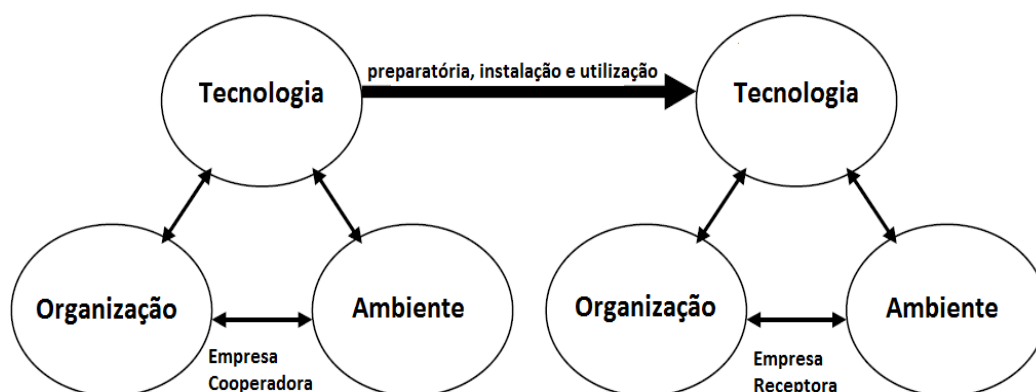 preparatória, instalação e utilização
Tecnologia
Tecnologia
Organização
Ambiente
Organização
Ambiente
Empresa
Cooperadora
Empresa
Receptora